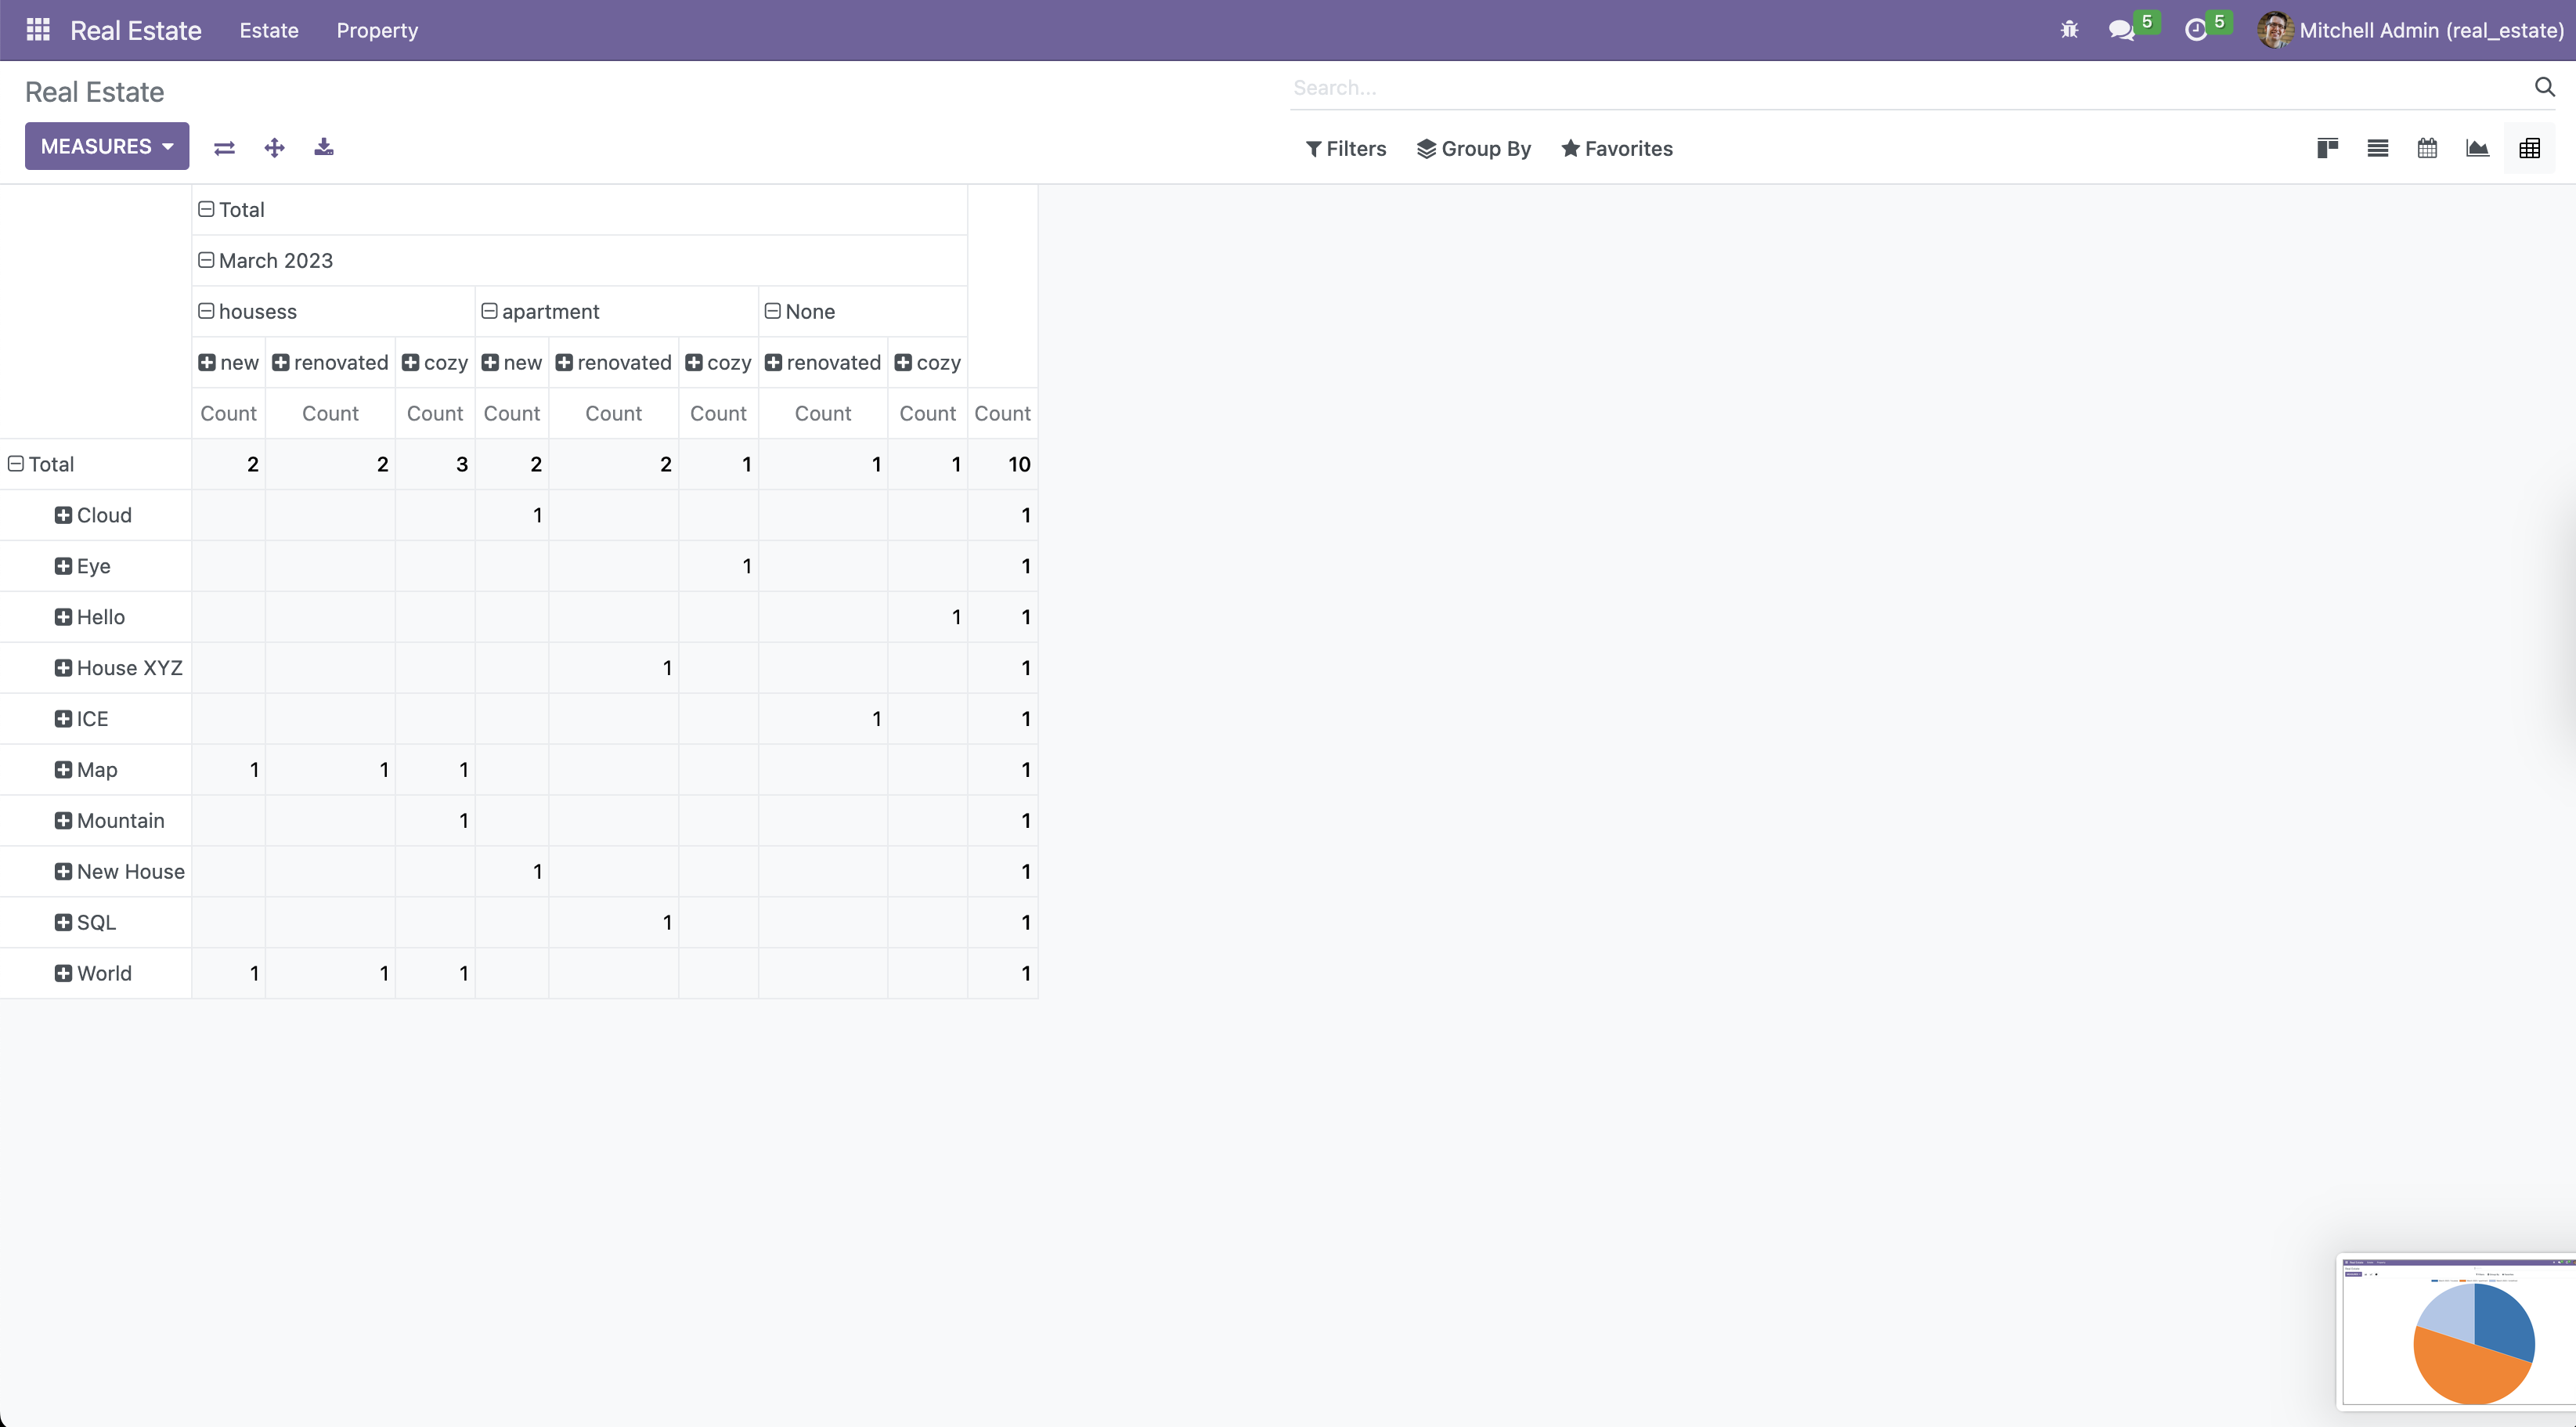 Real Estate Estate Property 5 5 Mitchell Admin (real_estate)
Real Estate
Search...
MEASURES Filters Group By Favorites
Total
March 2023
housess apartment None
new renovated cozy new renovated cozy renovated cozy
Count Count Count Count Count Count Count Count Count
Total 2 2 3 2 2 1 1 1 10
Cloud 1 1
Eye 1 1
Hello 1 1
House XYZ 1 1
ICE 1 1
Map 1 1 1 1
Mountain 1 1
New House 1 1
SQL 1 1
World 1 1 1 1